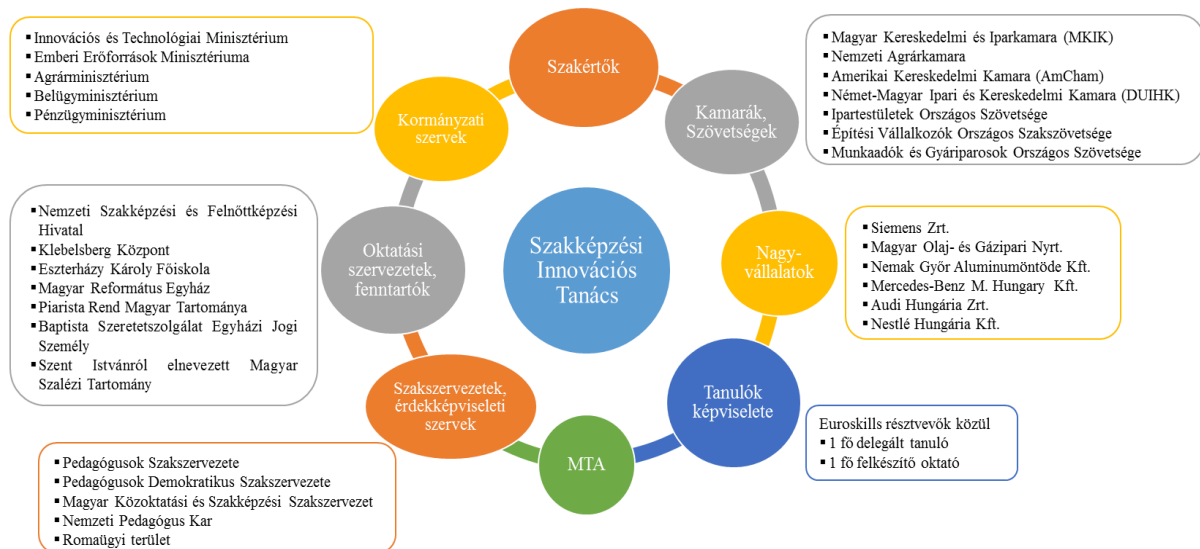 ▪ Innovációs és Technológiai Minisztérium
▪ Emberi Erőforrások Minisztériuma
▪ Agrárminisztérium
▪ Belügyminisztérium
▪ Pénzügyminisztérium
Szakértők
▪ Magyar Kereskedelmi és Iparkamara (MKIK)
▪ Nemzeti Agrárkamara
▪ Amerikai Kereskedelmi Kamara (AmCham)
▪ Német-Magyar Ipari és Kereskedelmi Kamara (DUIHK)
▪ Ipartestületek Országos Szövetsége
▪ Építési Vállalkozók Országos Szakszövetsége
▪ Munkaadók és Gyáriparosok Országos Szövetsége
Kormányzati
szervek
Kamarák,
Szövetségek
▪ Nemzeti Szakképzési és Felnőttképzési
Hivatal
▪ Klebelsberg Központ
▪ Eszterházy Károly Főiskola
▪ Magyar Református Egyház
▪ Piarista Rend Magyar Tartománya
▪ Baptista Szeretetszolgálat Egyházi Jogi
Személy
▪ Szent Istvánról elnevezett Magyar
Szalézi Tartomány
Oktatási
szervezetek,
fenntartók
Szakképzési
Innovációs
Tanács
Nagy-
vállalatok
▪ Siemens Zrt.
▪ Magyar Olaj- és Gázipari Nyrt.
▪ Nemak Győr Aluminumöntöde Kft.
▪ Mercedes-Benz M. Hungary Kft.
▪ Audi Hungária Zrt.
▪ Nestlé Hungária Kft.
Szakszervezetek,
érdekképviseleti
szervek
Tanulók
képviselete
Euroskills résztvevők közül
▪ 1 fő delegált tanuló
▪ 1 fő felkészítő oktató
MTA
▪ Pedagógusok Szakszervezete
▪ Pedagógusok Demokratikus Szakszervezete
▪ Magyar Közoktatási és Szakképzési Szakszervezet
▪ Nemzeti Pedagógus Kar
▪ Romaügyi terület